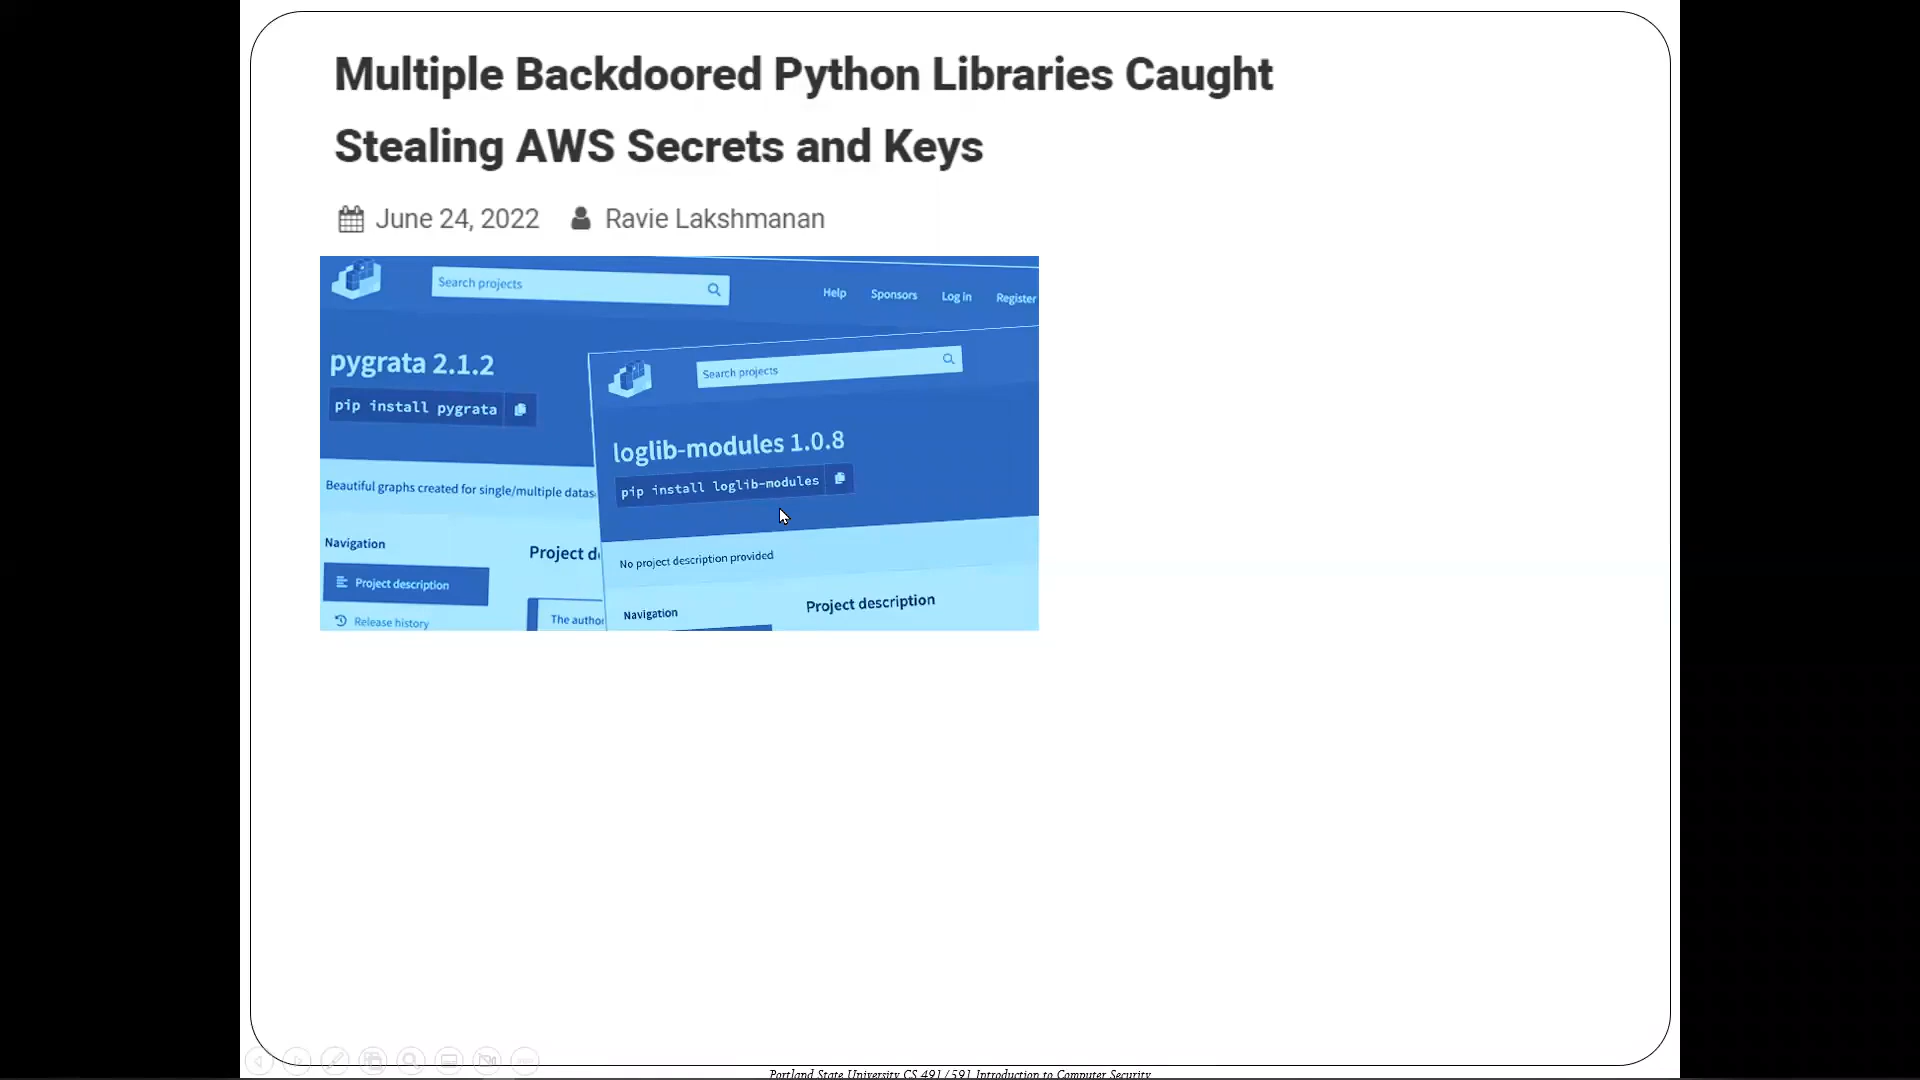 Multiple Backdoored Python Libraries Caught
Stealing AWS Secrets and Keys
June 24, 2022 Ravie Lakshmanan
Search projects
Help Sponsors Log in Register
pygrata 2.1.2
pip install pygrata
Beautiful graphs created for single/multiple datas
Navigation
Project description
Release history
Project d
The author
Search projects
loglib-modules 1.0.8
pip install loglib-modules
No project description provided
Navigation
Project description
Portland State University CS 491/591 Introduction to Computer Security